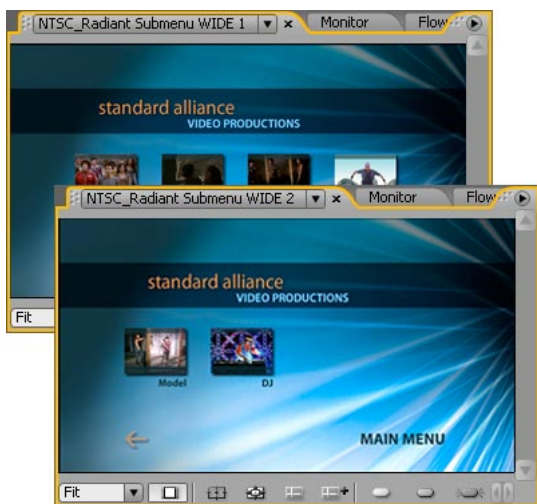 NTSC_Radiant Submenu WIDE 1
Monitor
Flow
standard alliance
VIDEO PRODUCTIONS
Fit
NTSC_Radiant Submenu WIDE 2
Monitor
Flow
standard alliance
VIDEO PRODUCTIONS
Model
DJ
MAIN MENU
Fit